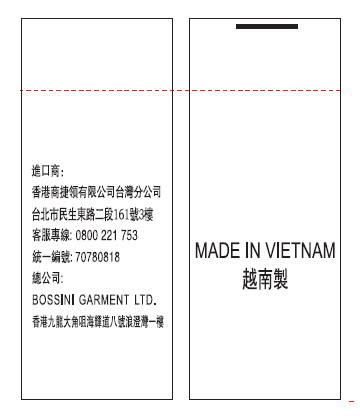 進口商:
香港商捷領有限公司台灣分公司
台北市民生東路二段161號3樓
客服專線: 0800 221 753
統一編號: 70780818
總公司:
BOSSINI GARMENT LTD.
香港九龍大角咀海輝道八號浪澄灣一樓
MADE IN VIETNAM
越南製